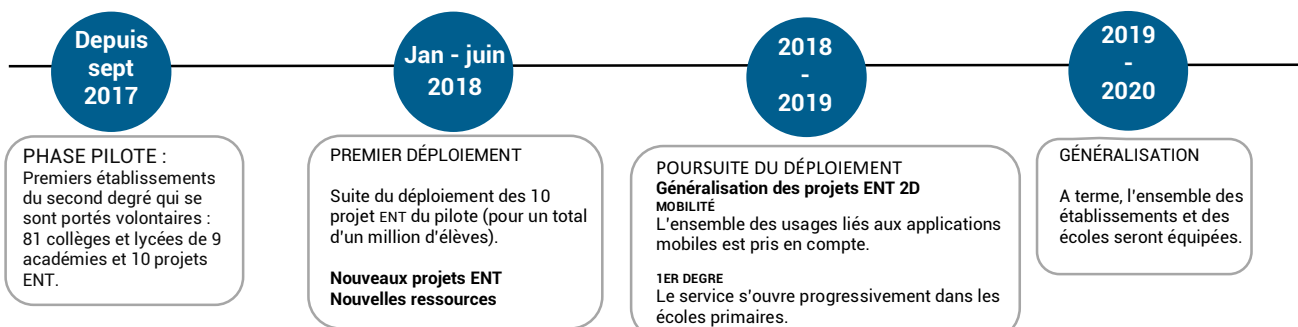 Depuis
sept
2017
PHASE PILOTE :
Premiers établissements
du second degré qui se
sont portés volontaires :
81 collèges et lycées de 9
académies et 10 projets
ENT.
Jan - juin
2018
PREMIER DÉPLOIEMENT
Suite du déploiement des 10
projet ENT du pilote (pour un total
d'un million d'élèves).
Nouveaux projets ENT
Nouvelles ressources
2018
-
2019
POURSUITE DU DÉPLOIEMENT
Généralisation des projets ENT 2D
MOBILITÉ
L'ensemble des usages liés aux applications
mobiles est pris en compte.
1ER DEGRE
Le service s'ouvre progressivement dans les
écoles primaires.
2019
-
2020
GÉNÉRALISATION
A terme, l'ensemble des
établissements et des
écoles seront équipées.